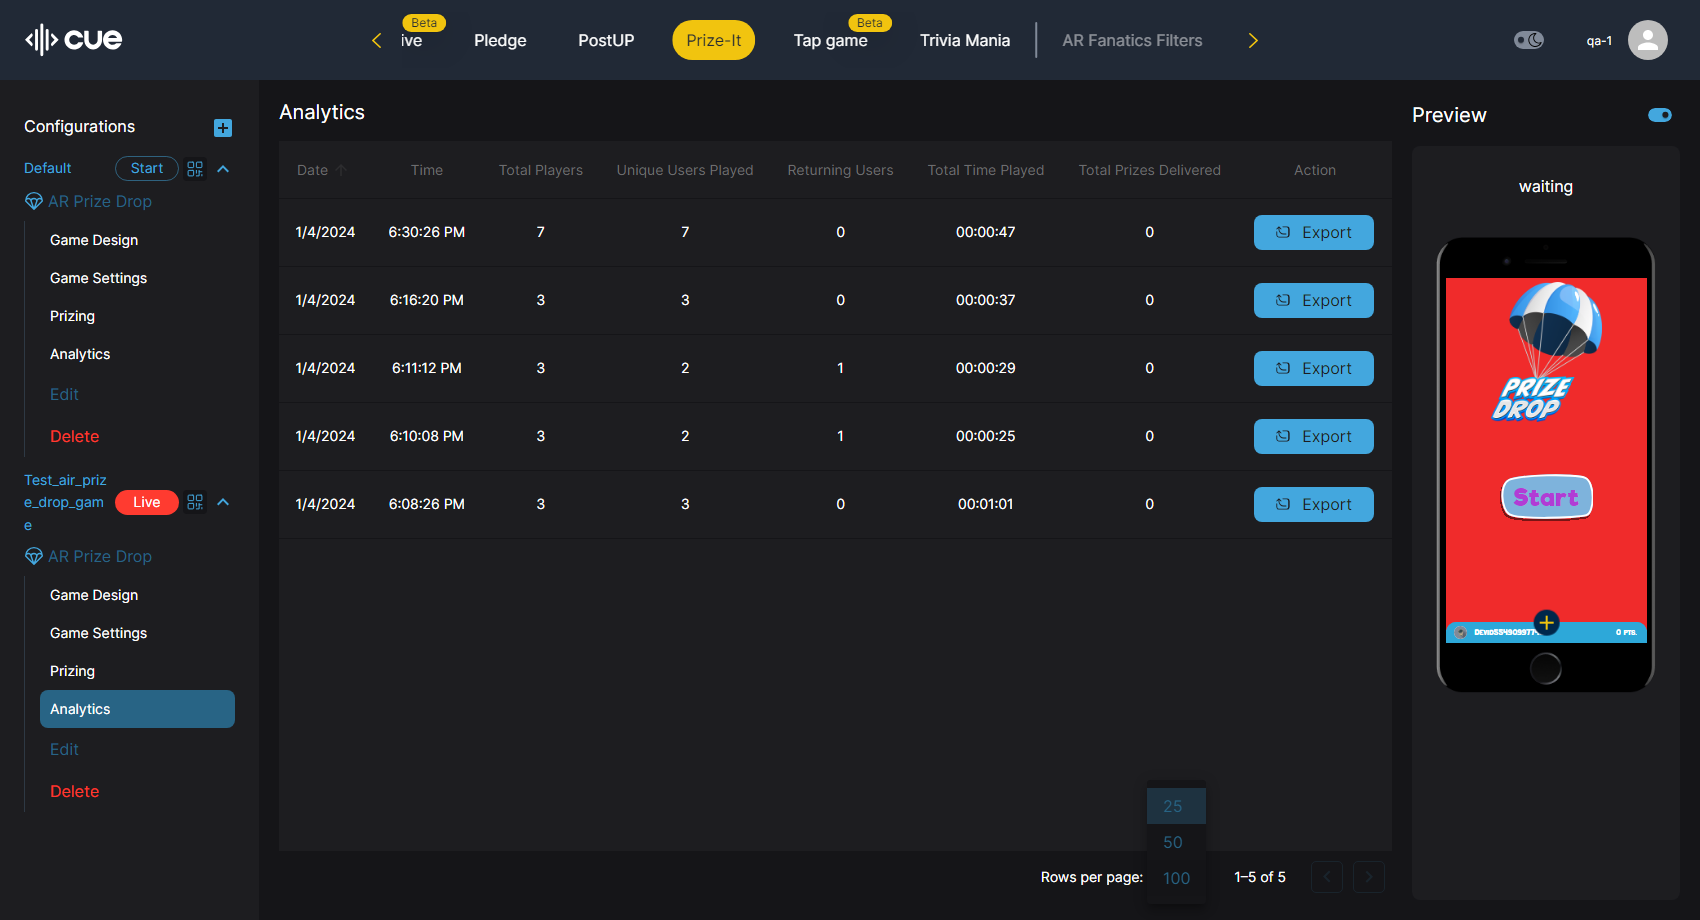 cue
Beta
ive
Pledge
PostUP
Prize-It
Beta
Tap game
Trivia Mania
AR Fanatics Filters
qa-1
Configurations
Default Start
AR Prize Drop
Game Design
Game Settings
Prizing
Analytics
Edit
Delete
Test_air_priz
e_drop_gam
e
Live
AR Prize Drop
Game Design
Game Settings
Prizing
Analytics
Edit
Delete
Analytics
Date Time Total Players Unique Users Played Returning Users Total Time Played Total Prizes Delivered Action
1/4/2024 6:30:26 PM 7 7 0 00:00:47 0 Export
1/4/2024 6:16:20 PM 3 3 0 00:00:37 0 Export
1/4/2024 6:11:12 PM 3 2 1 00:00:29 0 Export
1/4/2024 6:10:08 PM 3 2 1 00:00:25 0 Export
1/4/2024 6:08:26 PM 3 3 0 00:01:01 0 Export
25
50
100
Rows per page:
1–5 of 5
Preview
waiting
PRIZE
DROP
Start
0 PTS.